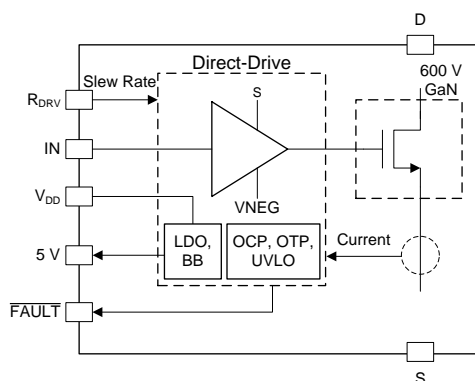 D
Direct-Drive
600 V
GaN
Slew Rate
RDRV
S
IN
VDD
VNEG
LDO,
BB
OCP, OTP,
UVLO
Current
5 V
FAULT
S